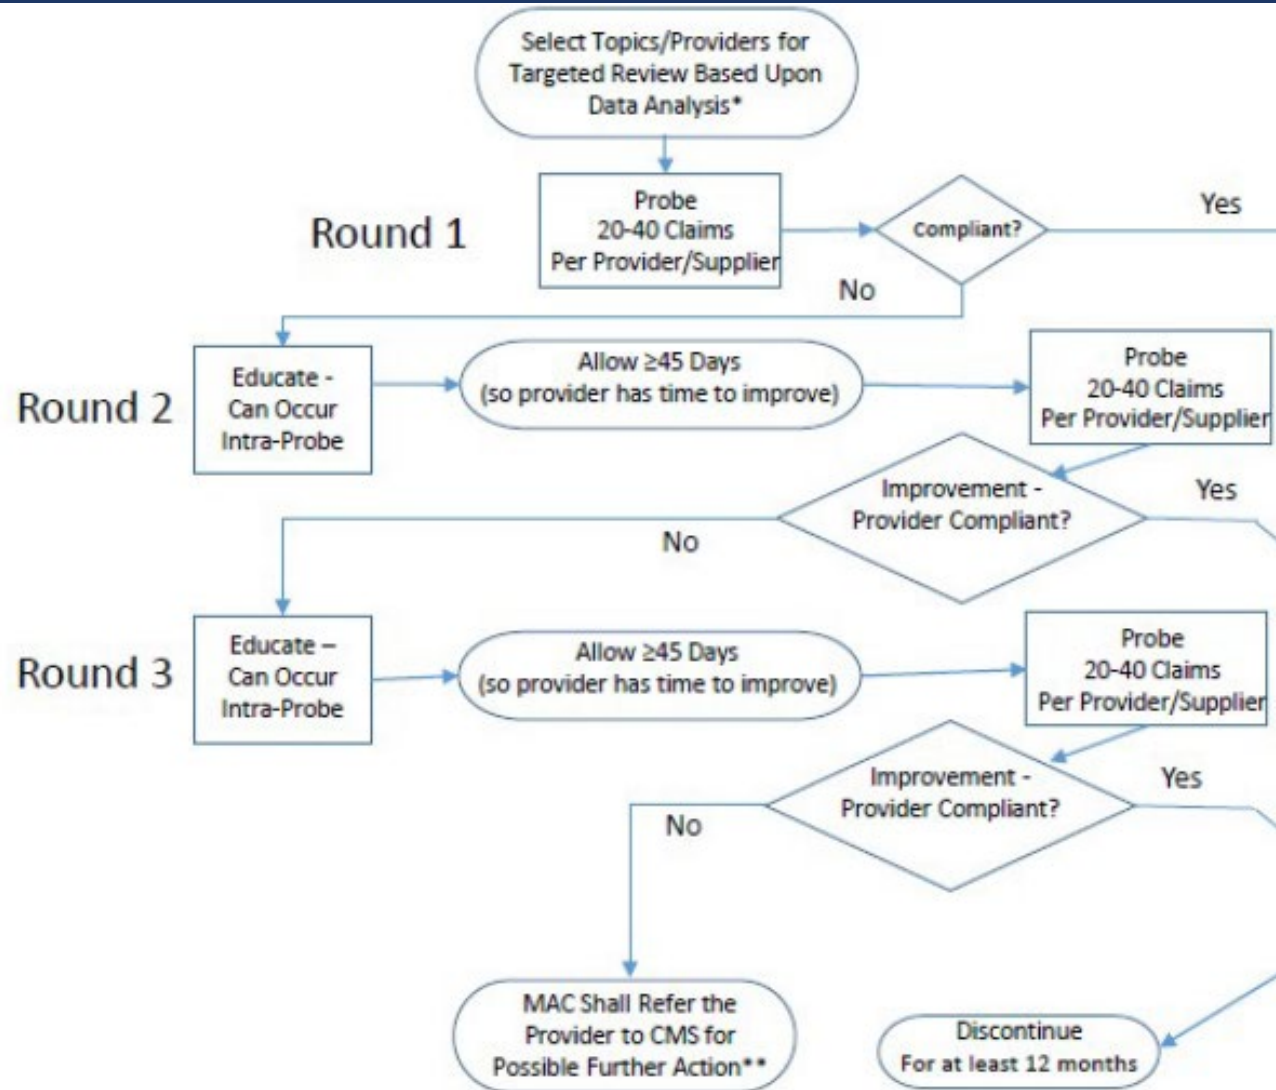 Select Topics/Providers for
Targeted Review Based Upon
Data Analysis*
Round 1
Probe
20-40 Claims
Per Provider/Supplier
Compliant?
Yes
No
Round 2
Educate -
Can Occur
Intra-Probe
Allow ≥45 Days
(so provider has time to improve)
Probe
20-40 Claims
Per Provider/Supplier
Improvement -
Provider Compliant?
Yes
No
Round 3
Educate –
Can Occur
Intra-Probe
Allow ≥45 Days
(so provider has time to improve)
Probe
20-40 Claims
Per Provider/Supplier
Improvement -
Provider Compliant?
Yes
No
MAC Shall Refer the
Provider to CMS for
Possible Further Action**
Discontinue
For at least 12 months